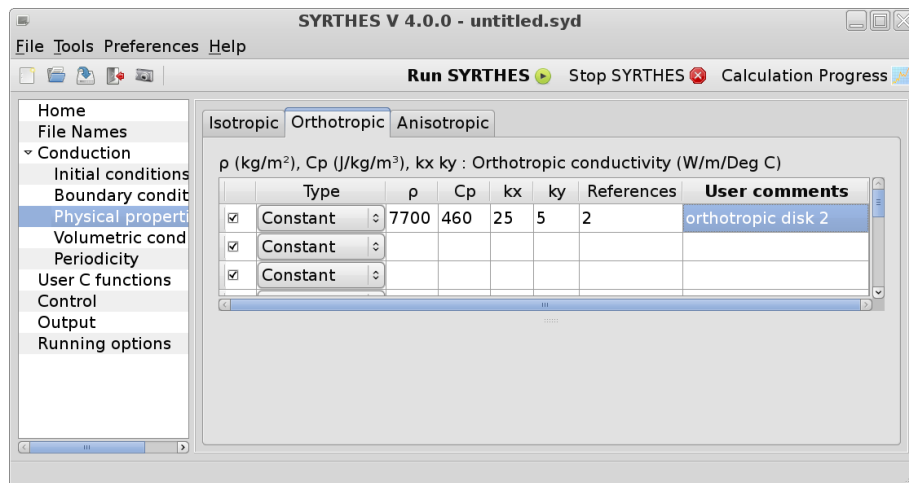 SYRTHES V 4.0.0 - untitled.syd
File Tools Preferences Help
Run SYRTHES Stop SYRTHES Calculation Progress
Home
File Names
Conduction
Initial conditions
Boundary condit
Physical properti
Volumetric cond
Periodicity
User C functions
Control
Output
Running options
Isotropic Orthotropic Anisotropic
ρ (kg/m²), Cp (J/kg/m³), kx ky : Orthotropic conductivity (W/m/Deg C)
Type ρ Cp kx ky References User comments
Constant 7700 460 25 5 2 orthotropic disk 2
Constant
Constant